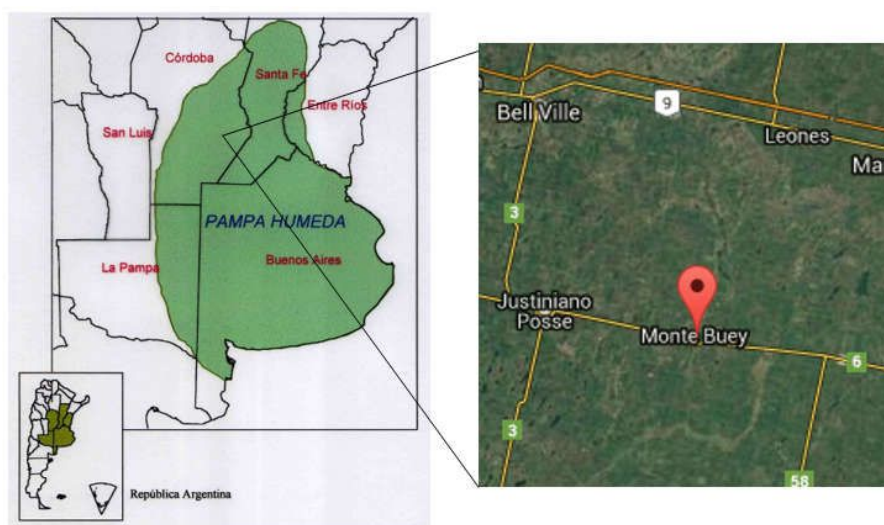 Córdoba
Santa Fe
Entre Ríos
San Luis
PAMPA HUMEDA
La Pampa
Buenos Aires
República Argentina
9
Bell Ville
Leones
Ma
3
Justiniano
Posse
Monte Buey
6
3
58